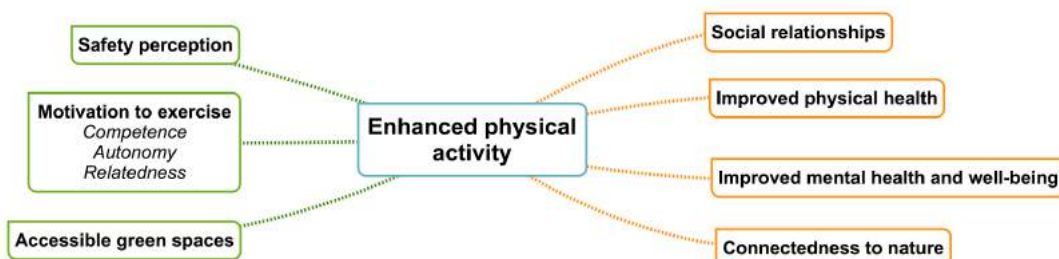 Safety perception
Motivation to exercise
Competence
Autonomy
Relatedness
Accessible green spaces
Enhanced physical
activity
Social relationships
Improved physical health
Improved mental health and well-being
Connectedness to nature